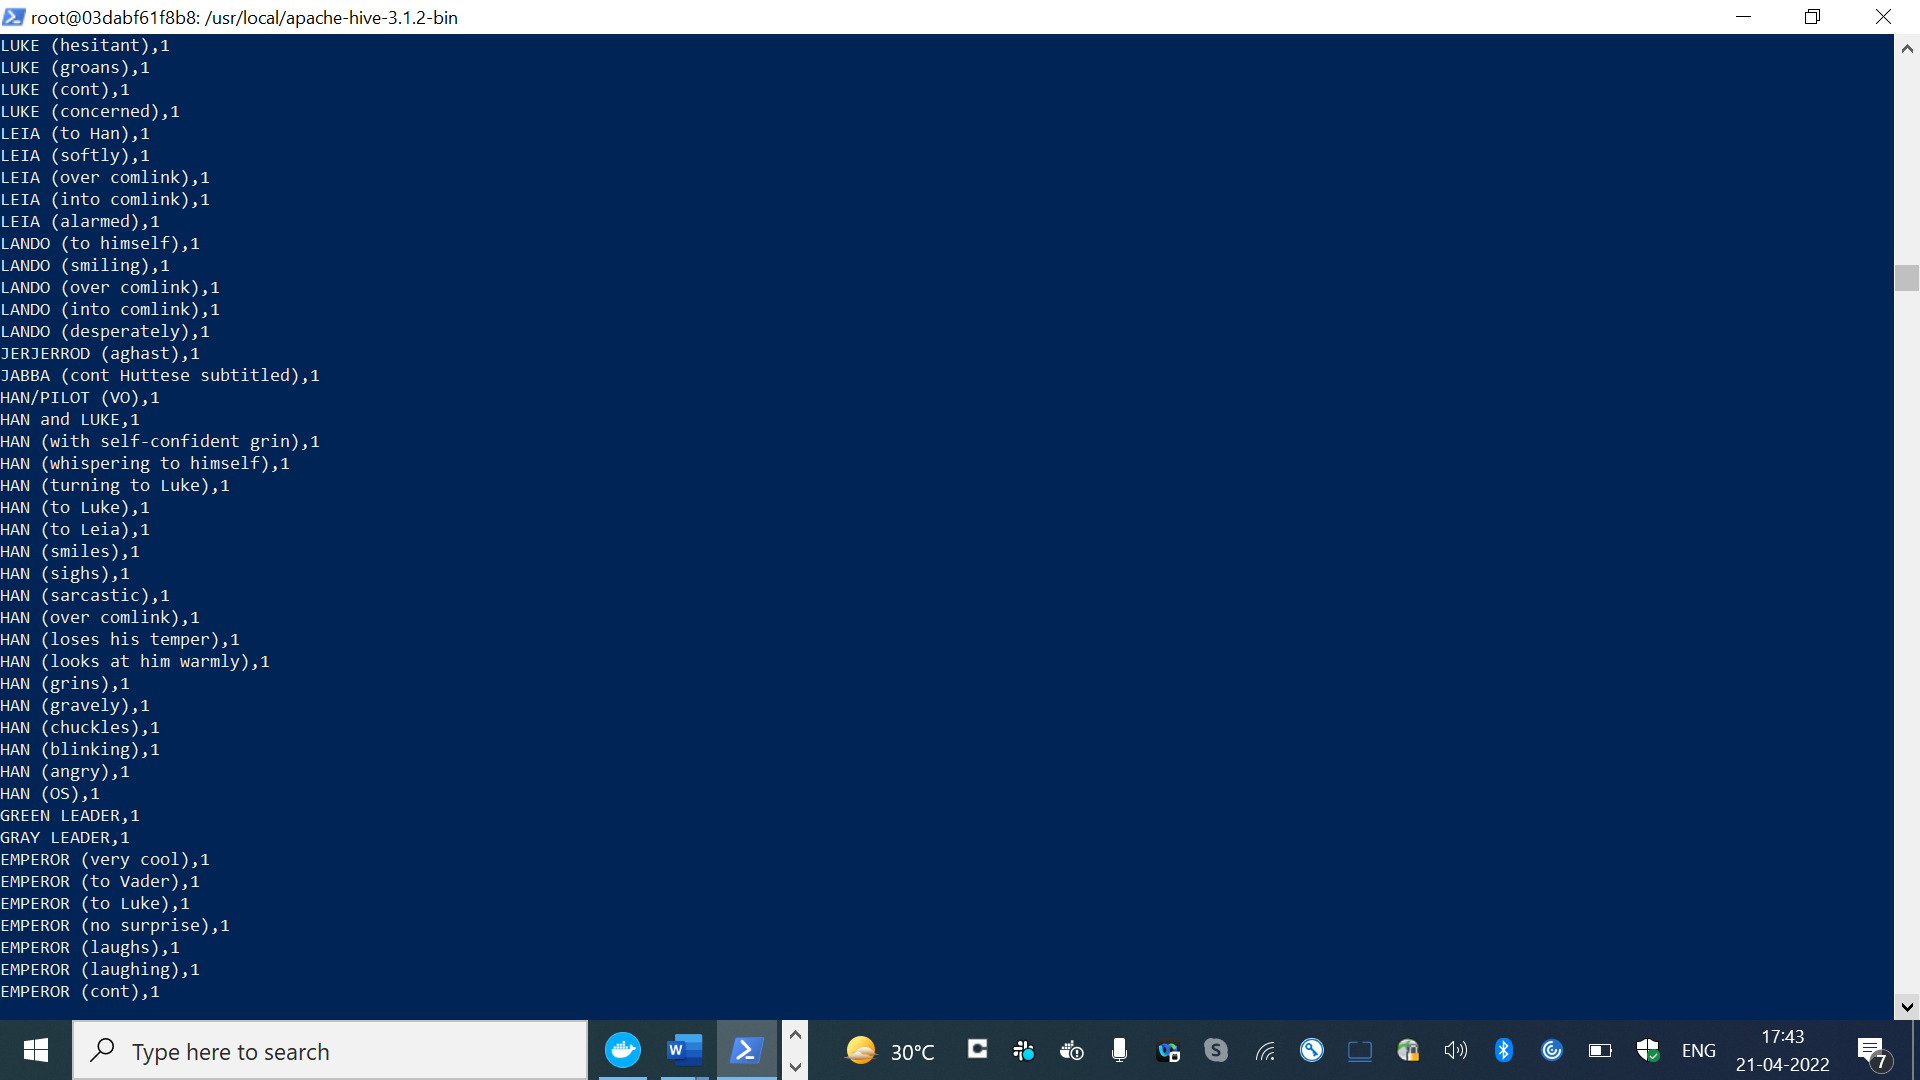 root@03dabf61f8b8: /usr/local/apache-hive-3.1.2-bin
LUKE (hesitant),1
LUKE (groans),1
LUKE (cont),1
LUKE (concerned),1
LEIA (to Han),1
LEIA (softly),1
LEIA (over comlink),1
LEIA (into comlink),1
LEIA (alarmed),1
LANDO (to himself),1
LANDO (smiling),1
LANDO (over comlink),1
LANDO (into comlink),1
LANDO (desperately),1
JERJERROD (aghast),1
JABBA (cont Huttese subtitled),1
HAN/PILOT (VO),1
HAN and LUKE,1
HAN (with self-confident grin),1
HAN (whispering to himself),1
HAN (turning to Luke),1
HAN (to Luke),1
HAN (to Leia),1
HAN (smiles),1
HAN (sighs),1
HAN (sarcastic),1
HAN (over comlink),1
HAN (loses his temper),1
HAN (looks at him warmly),1
HAN (grins),1
HAN (gravely),1
HAN (chuckles),1
HAN (blinking),1
HAN (angry),1
HAN (OS),1
GREEN LEADER,1
GRAY LEADER,1
EMPEROR (very cool),1
EMPEROR (to Vader),1
EMPEROR (to Luke),1
EMPEROR (no surprise),1
EMPEROR (laughs),1
EMPEROR (laughing),1
EMPEROR (cont),1
Type here to search
30°C
ENG
17:43
21-04-2022
7